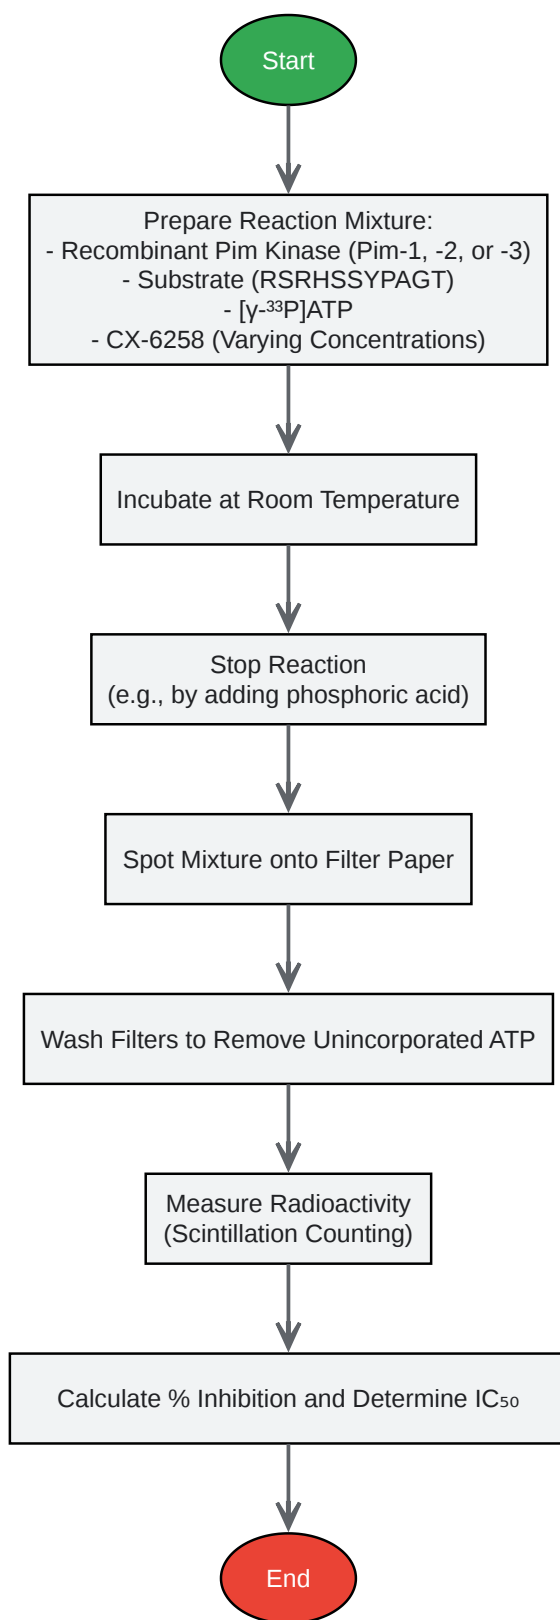 Start
Prepare Reaction Mixture:
- Recombinant Pim Kinase (Pim-1, -2, or -3)
- Substrate (RSRHSSYPAGT)
- [γ-³³P]ATP
- CX-6258 (Varying Concentrations)
Incubate at Room Temperature
Stop Reaction
(e.g., by adding phosphoric acid)
Spot Mixture onto Filter Paper
Wash Filters to Remove Unincorporated ATP
Measure Radioactivity
(Scintillation Counting)
Calculate % Inhibition and Determine IC₅₀
End